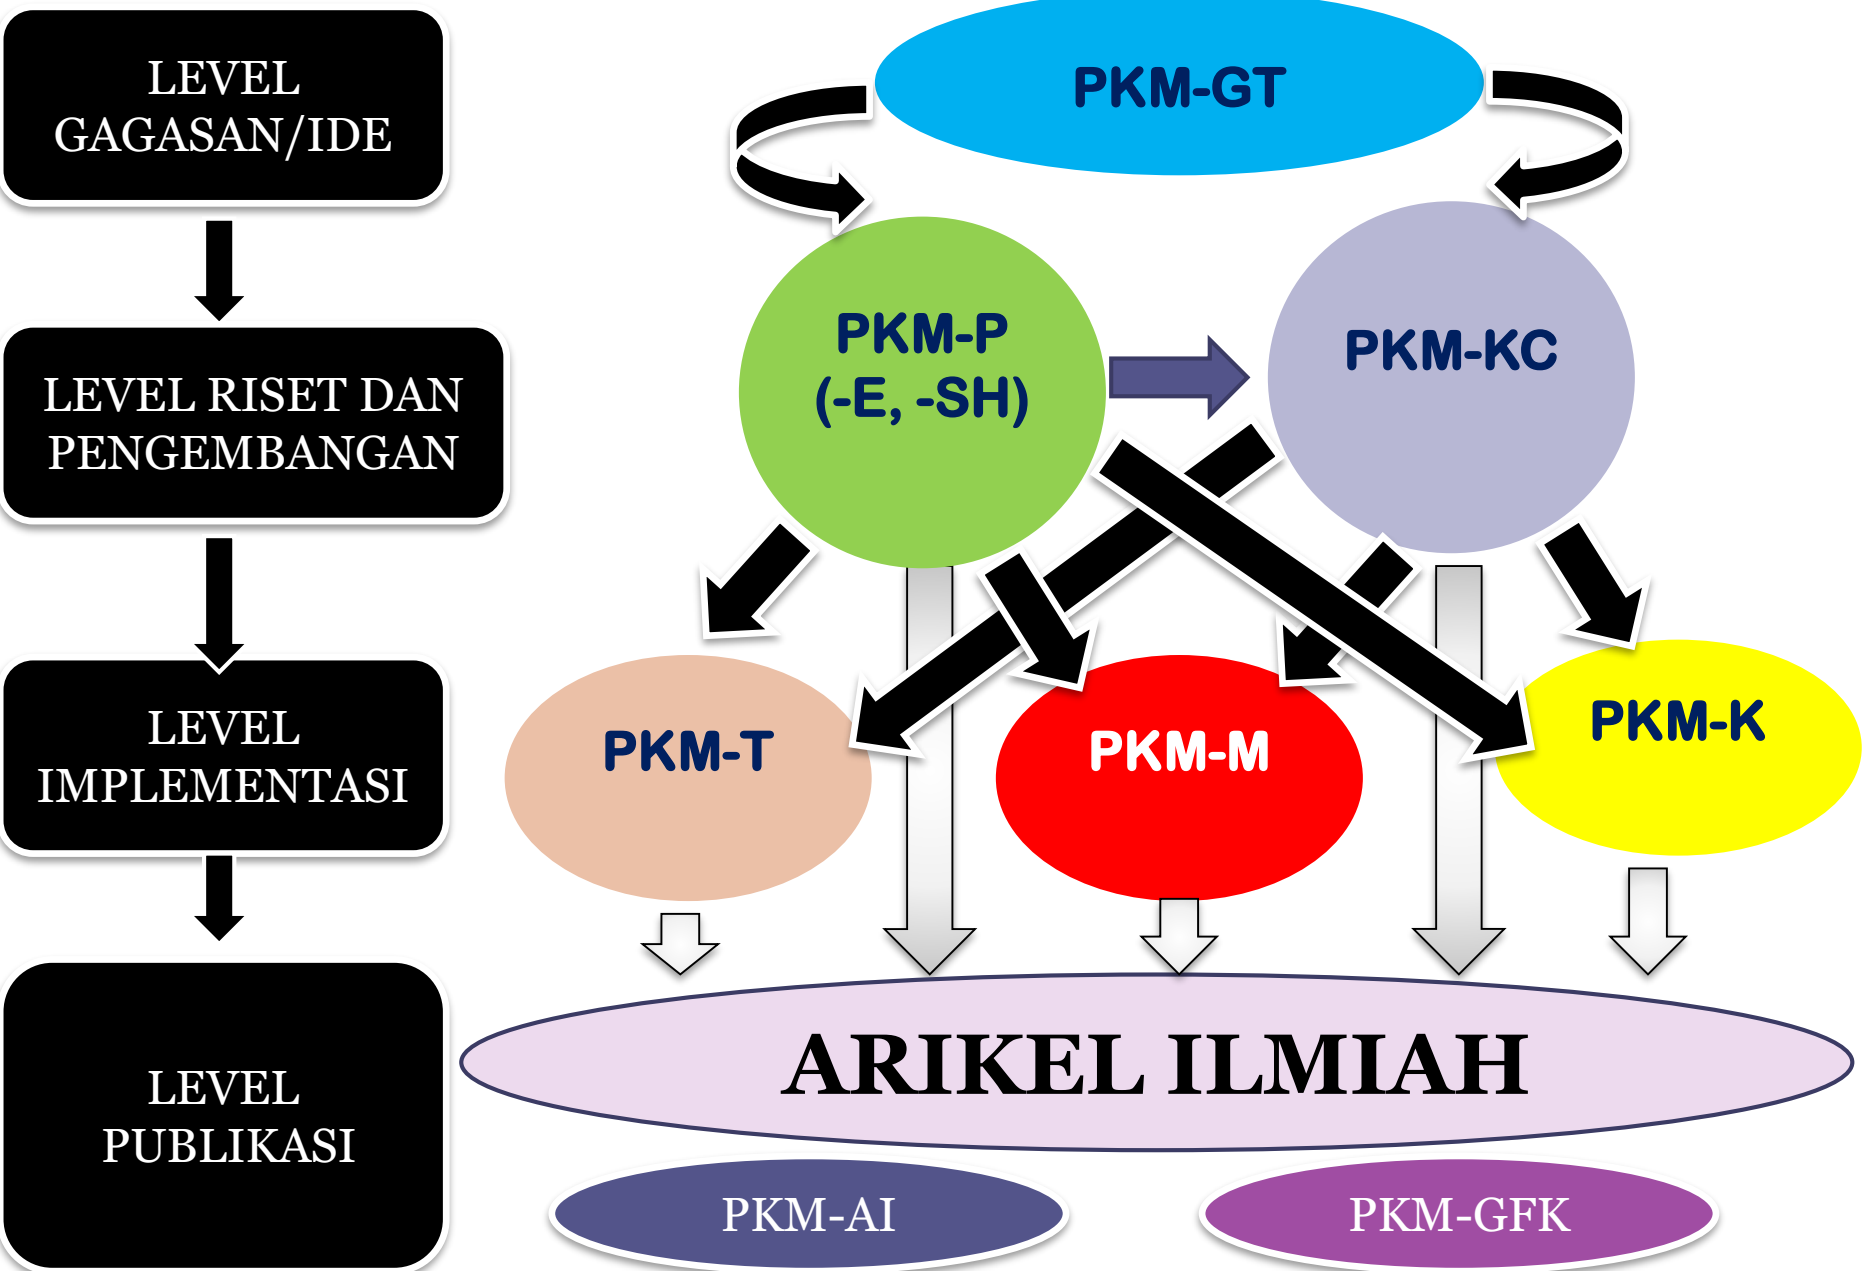 LEVEL
GAGASAN/IDE
PKM-GT
LEVEL RISET DAN
PENGEMBANGAN
PKM-P
(-E, -SH)
PKM-KC
LEVEL
IMPLEMENTASI
PKM-T
PKM-M
PKM-K
LEVEL
PUBLIKASI
ARIKEL ILMIAH
PKM-AI
PKM-GFK